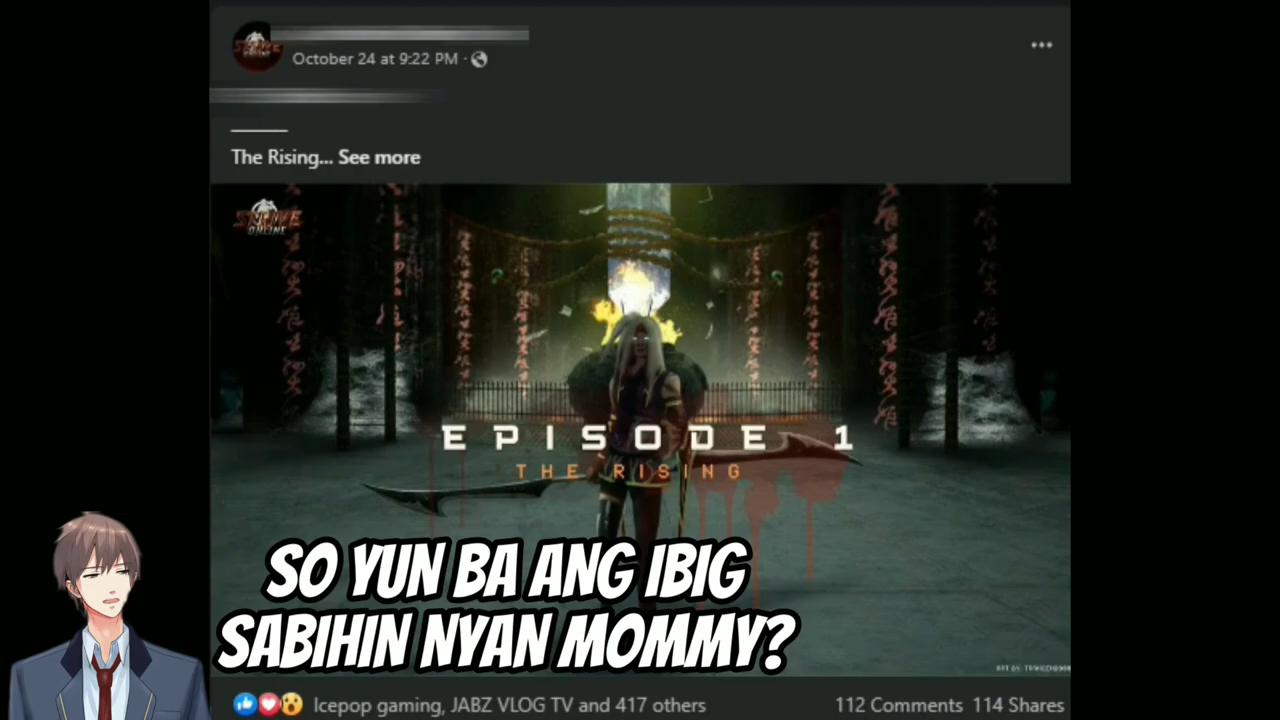 October 24 at 9:22 PM
The Rising... See more
ONLINE
EPISODE 1
THE RISING
SO YUN BA ANG IBIG
SABIHIN NYAN MOMMY?
Icepop gaming, JABZ VLOG TV and 417 others
112 Comments 114 Shares